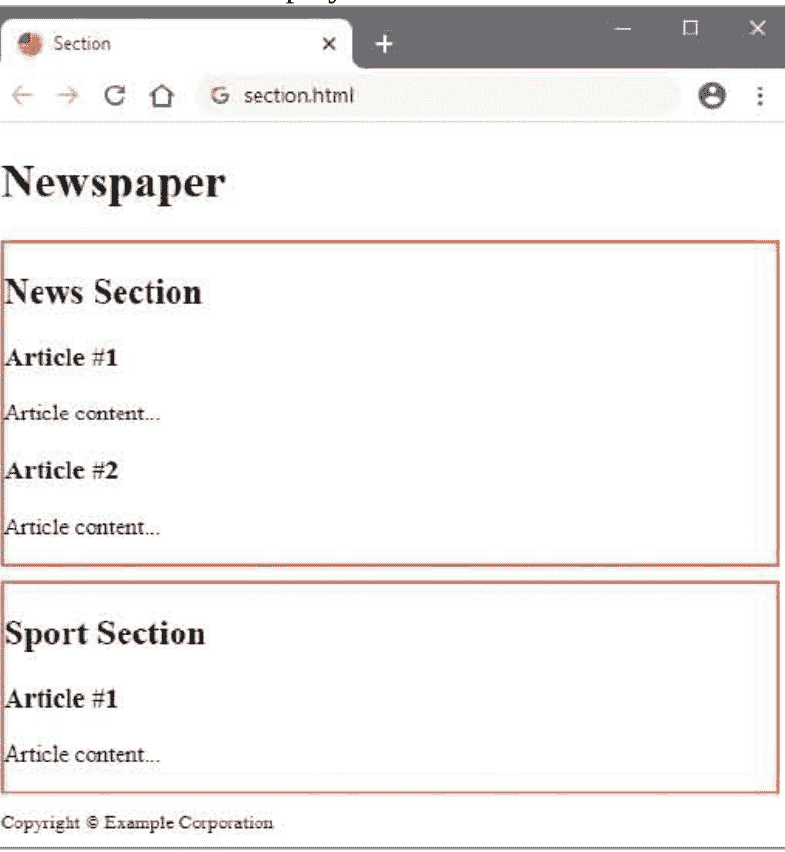 Section
section.html
Newspaper
News Section
Article #1
Article content...
Article #2
Article content...
Sport Section
Article #1
Article content...
Copyright © Example Corporation